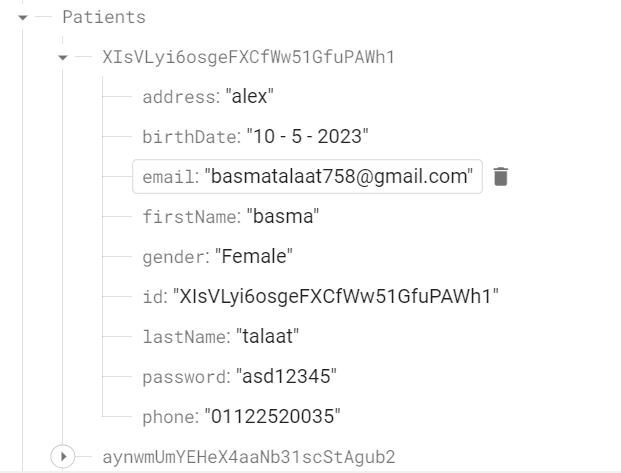 Patients
XIsVLyi6osgeFXCfWw51GfuPAWh1
address: "alex"
birthDate: "10 - 5 - 2023"
email: "basmatalaat758@gmail.com"
firstName: "basma"
gender: "Female"
id: "XIsVLyi6osgeFXCfWw51GfuPAWh1"
lastName: "talaat"
password: "asd12345"
phone: "01122520035"
aynwmUmYEHeX4aaNb31scStAgub2